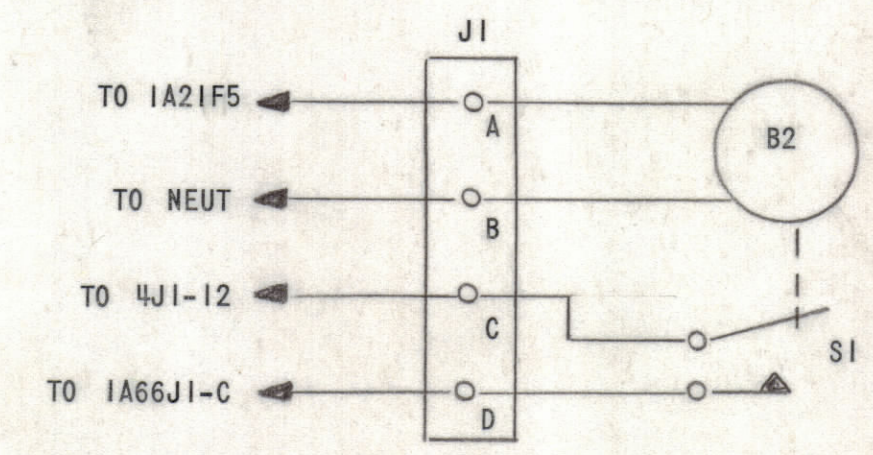 J1
TO 1A21F5
A
B2
TO NEUT
B
TO 4J1-12
C
S1
TO 1A66J1-C
D